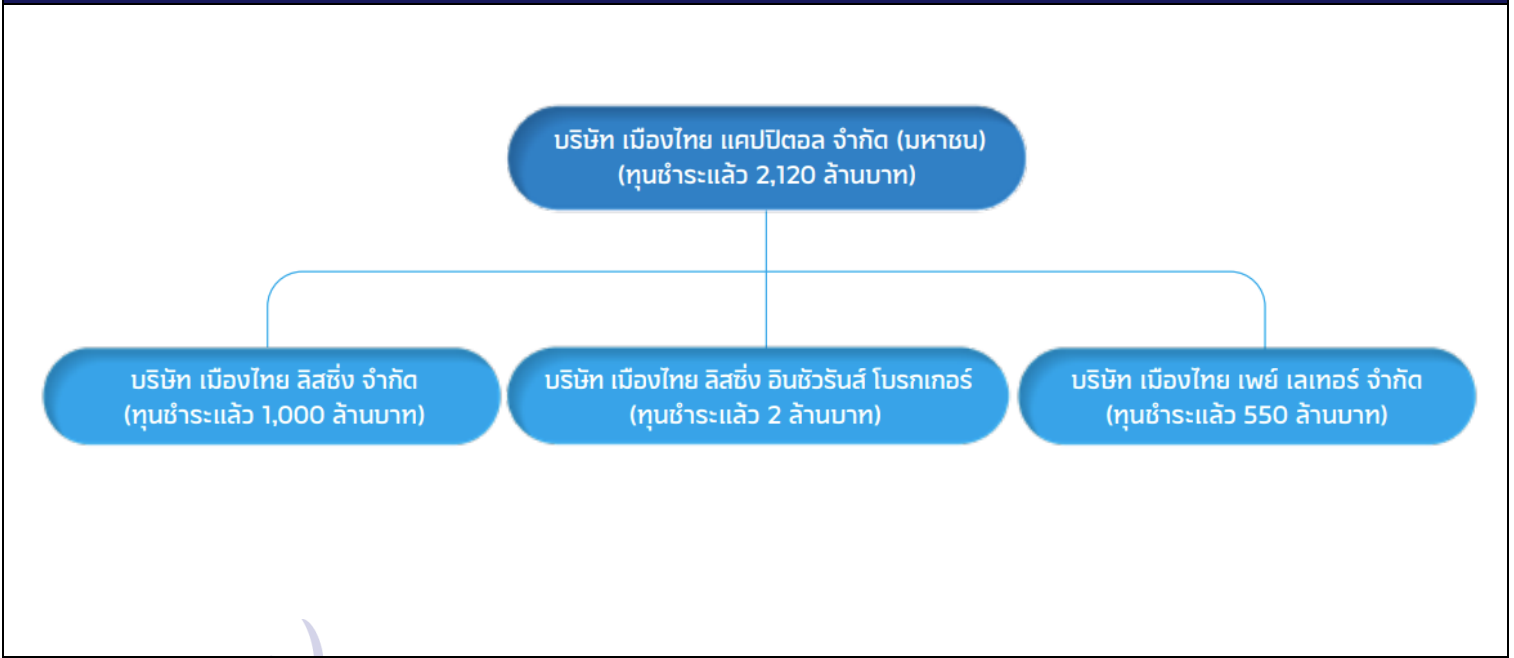 บริษัท เมืองไทย แคปปิตอล จำกัด (มหาชน)
(ทุนชำระแล้ว 2,120 ล้านบาท)
บริษัท เมืองไทย ลิสซิ่ง จำกัด
(ทุนชำระแล้ว 1,000 ล้านบาท)
บริษัท เมืองไทย ลิสซิ่ง อินชัวรันส์ โบรกเกอร์
(ทุนชำระแล้ว 2 ล้านบาท)
บริษัท เมืองไทย เพย์ เลเทอร์ จำกัด
(ทุนชำระแล้ว 550 ล้านบาท)